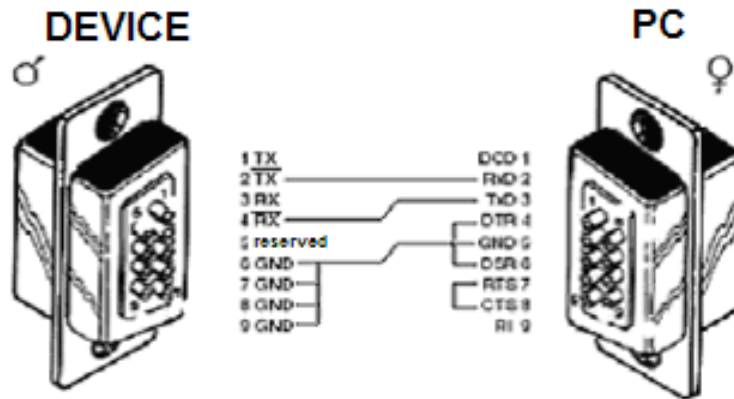 DEVICE
PC
1 TX
2 TX
3 RX
4 RX
5 reserved
6 GND
7 GND
8 GND
9 GND
DCD 1
RxD 2
TxD 3
DTR 4
GND 5
DSR 6
RTS 7
CTS 8
RI 9